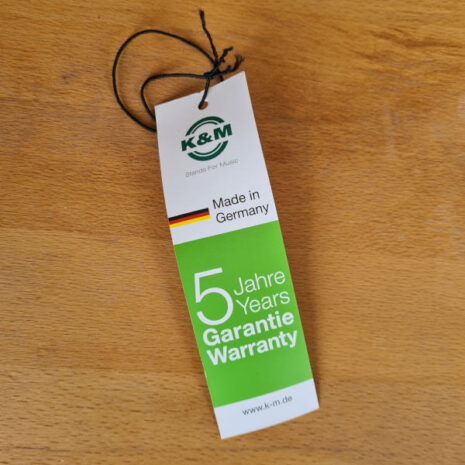 K&M
Stands For Music
Made in
Germany
5 Jahre
Years
Garantie
Warranty
www.k-m.de